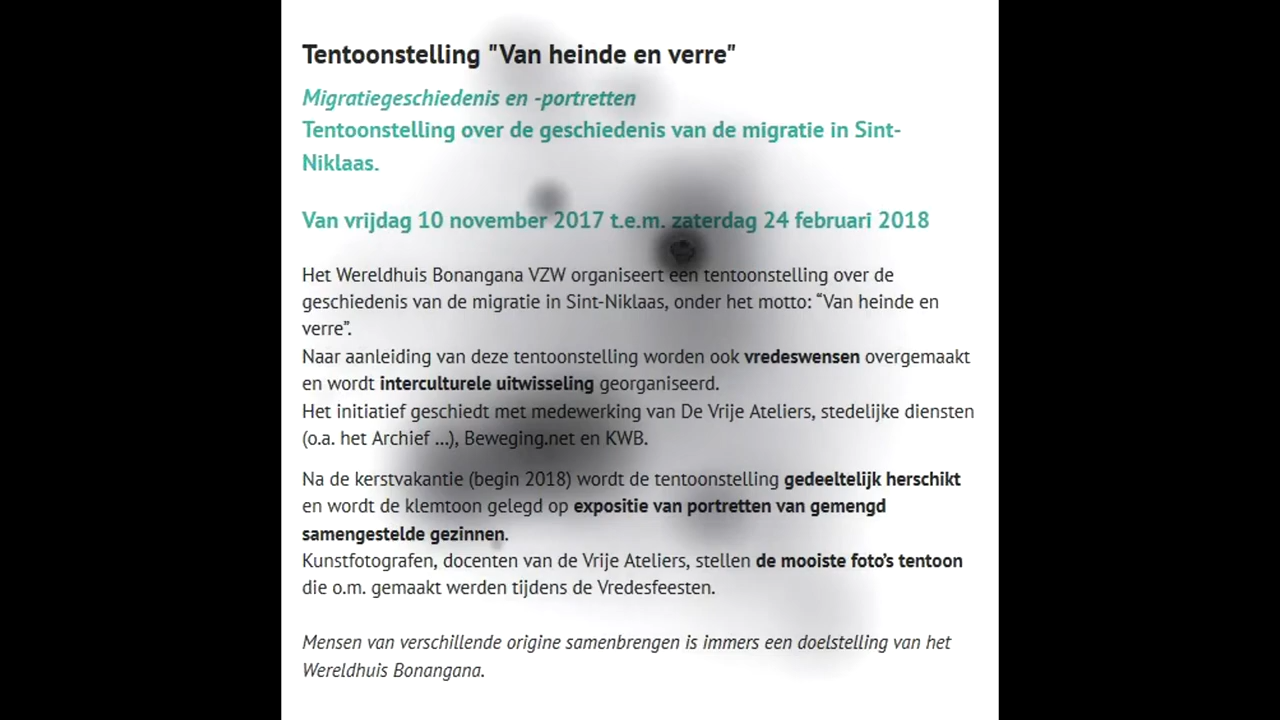 Tentoonstelling "Van heinde en verre"
Migratiegeschiedenis en -portretten
Tentoonstelling over de geschiedenis van de migratie in Sint-
Niklaas.
Van vrijdag 10 november 2017 t.e.m. zaterdag 24 februari 2018
Het Wereldhuis Bonangana VZW organiseert een tentoonstelling over de
geschiedenis van de migratie in Sint-Niklaas, onder het motto: “Van heinde en
verre”.
Naar aanleiding van deze tentoonstelling worden ook vredeswensen overgemaakt
en wordt interculturele uitwisseling georganiseerd.
Het initiatief geschiedt met medewerking van De Vrije Ateliers, stedelijke diensten
(o.a. het Archief ...), Beweging.net en KWB.
Na de kerstvakantie (begin 2018) wordt de tentoonstelling gedeeltelijk herschikt
en wordt de klemtoon gelegd op expositie van portretten van gemengd
samengestelde gezinnen.
Kunstfotografen, docenten van de Vrije Ateliers, stellen de mooiste foto’s tentoon
die o.m. gemaakt werden tijdens de Vredesfeesten.
Mensen van verschillende origine samenbrengen is immers een doelstelling van het
Wereldhuis Bonangana.